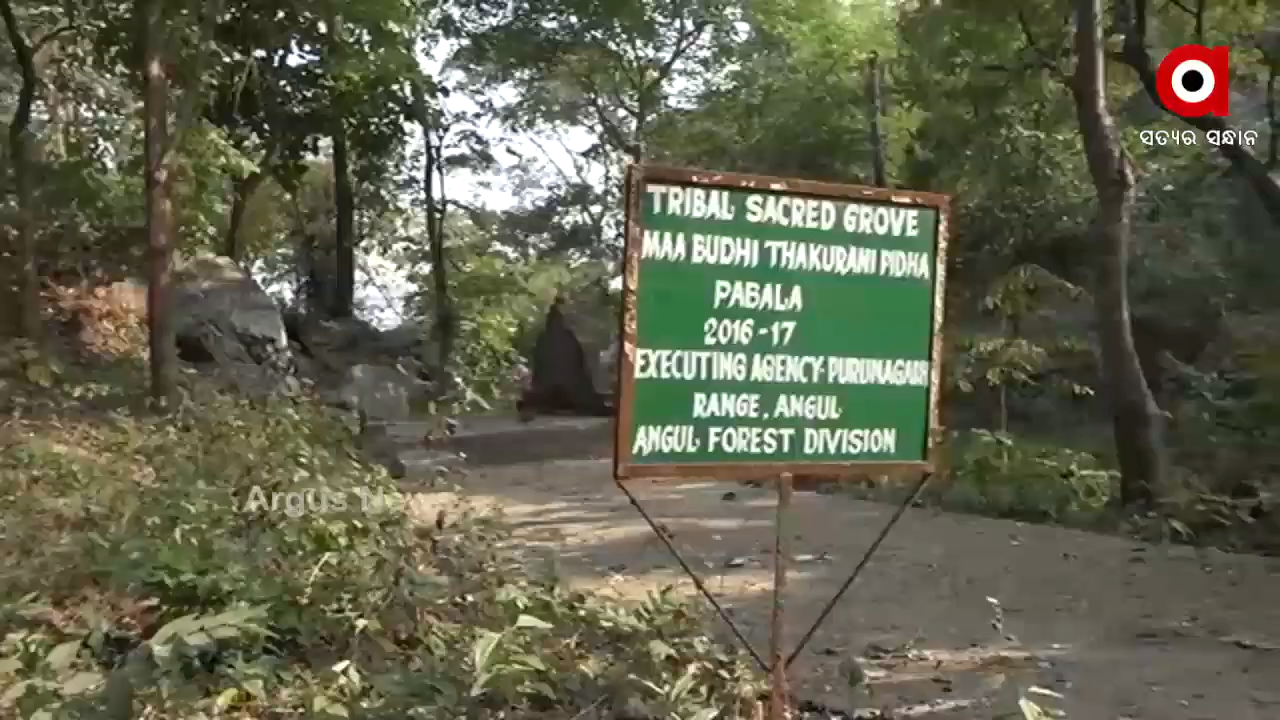 ସତ୍ୟର ସନ୍ଧାନ
TRIBAL SACRED GROVE
MAA BUDHI THAKURANI PIDHA
PABALA
2016-17
EXECUTING AGENCY-PURUNAGARH
RANGE, ANGUL
ANGUL FOREST DIVISION
Argus